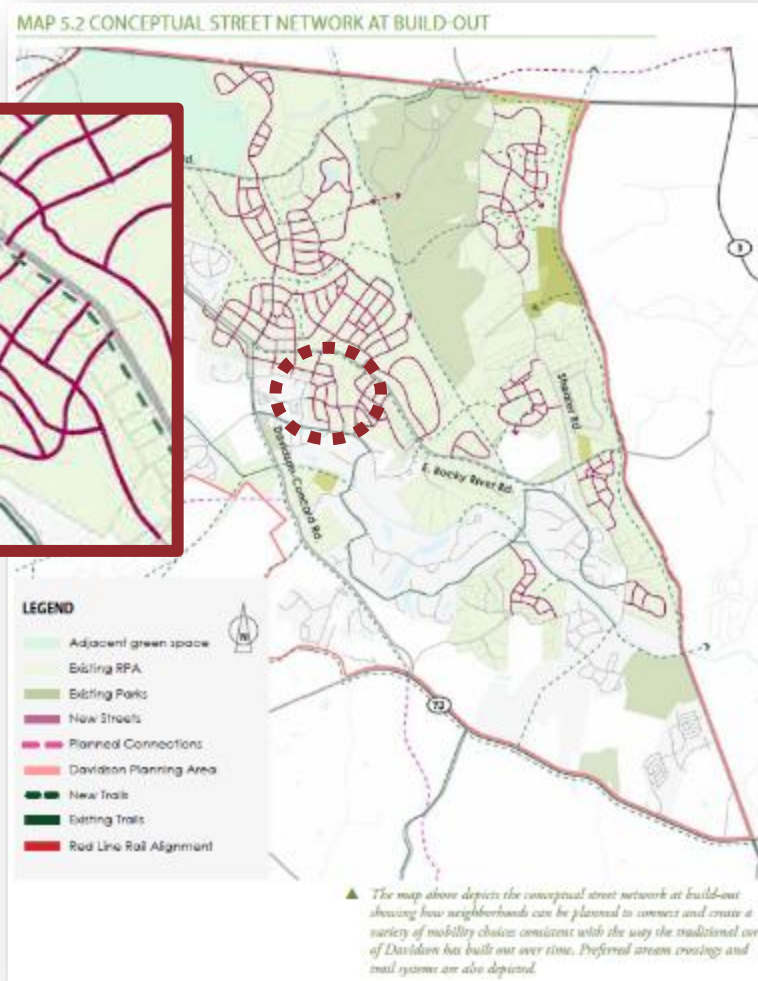 MAP 5.2 CONCEPTUAL STREET NETWORK AT BUILD-OUT
d.
3
Shearer Rd.
Davidson-Concord Rd.
E. Rocky River Rd.
73
LEGEND
N
Adjacent green space
Existing RPA
Existing Parks
New Streets
Planned Connections
Davidson Planning Area
New Trails
Existing Trails
Red Line Rail Alignment
▲ The map above depicts the conceptual street network at build-out
showing how neighborhoods can be planned to connect and create a
variety of mobility choices consistent with the way the traditional cor
of Davidson has built out over time. Preferred stream crossings and
trail systems are also depicted.